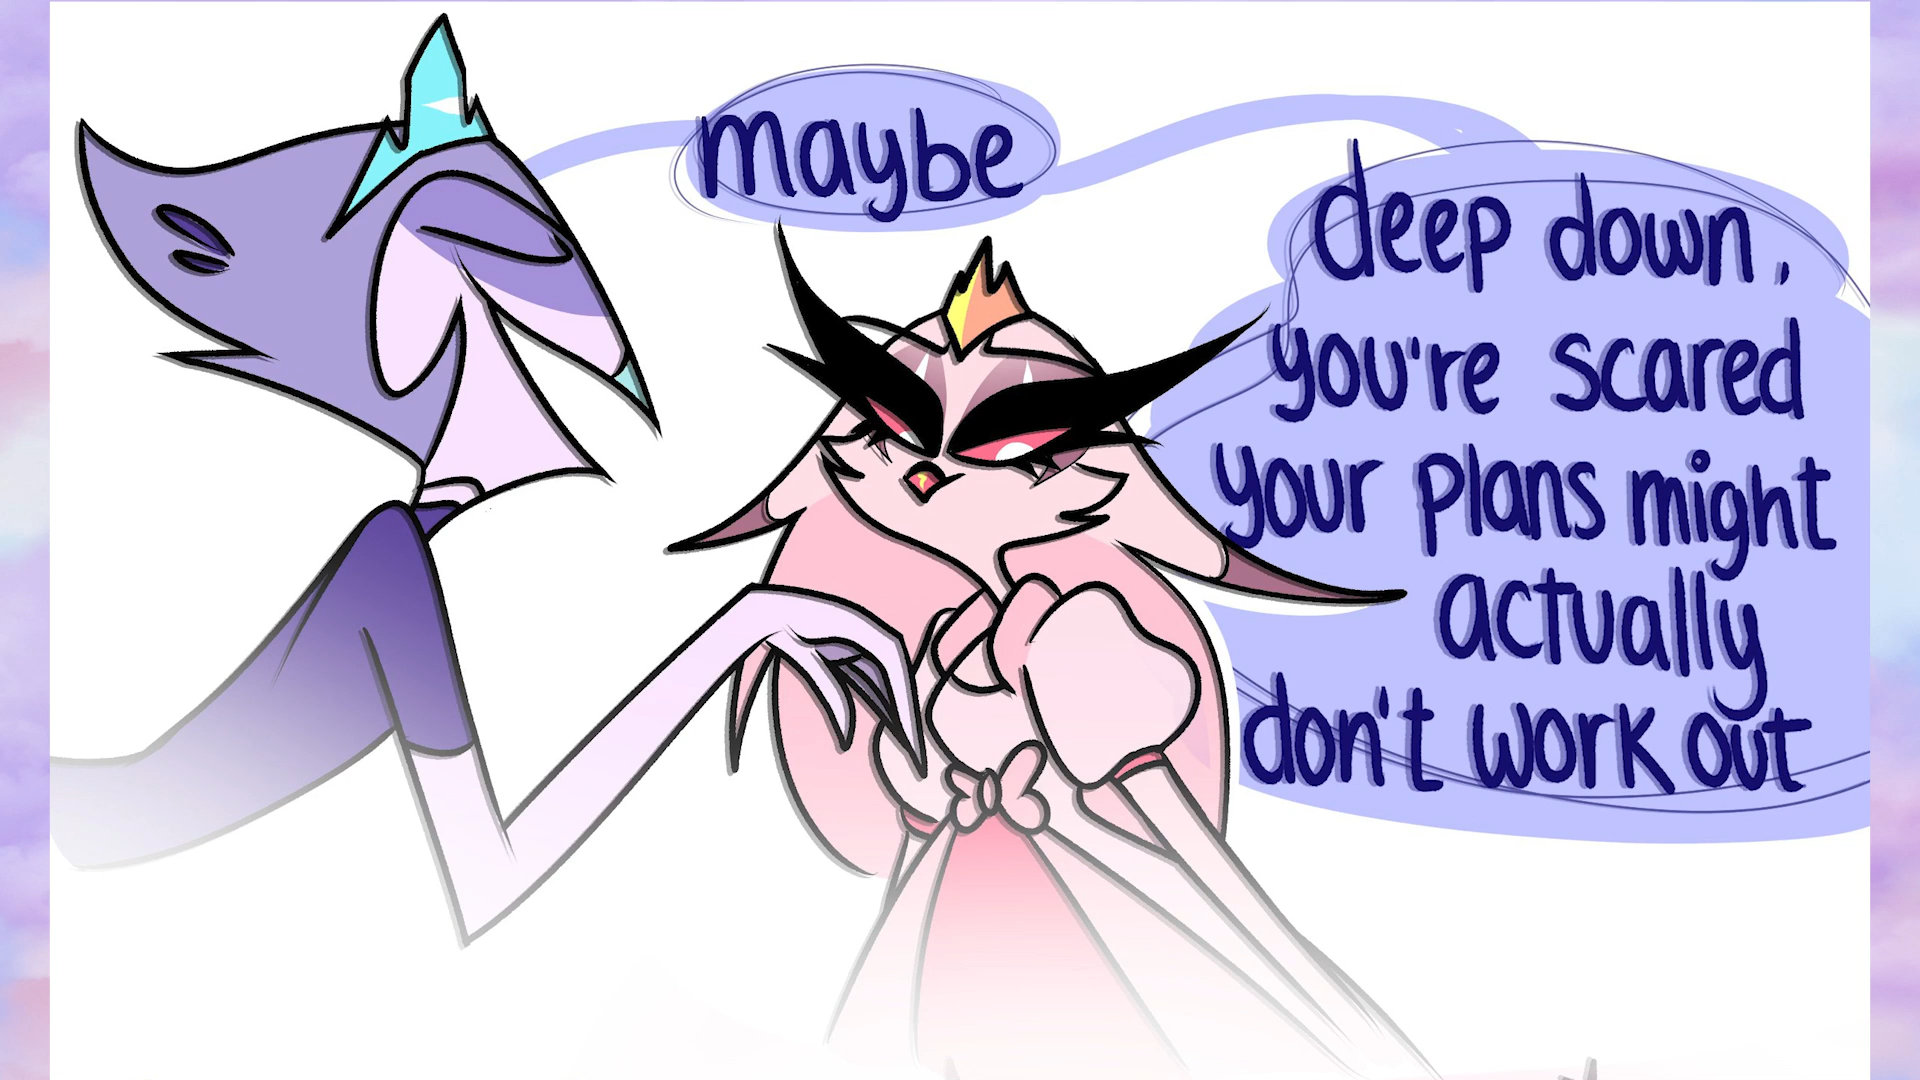 maybe
deep down,
you're scared
your plans might
actually
don't work out